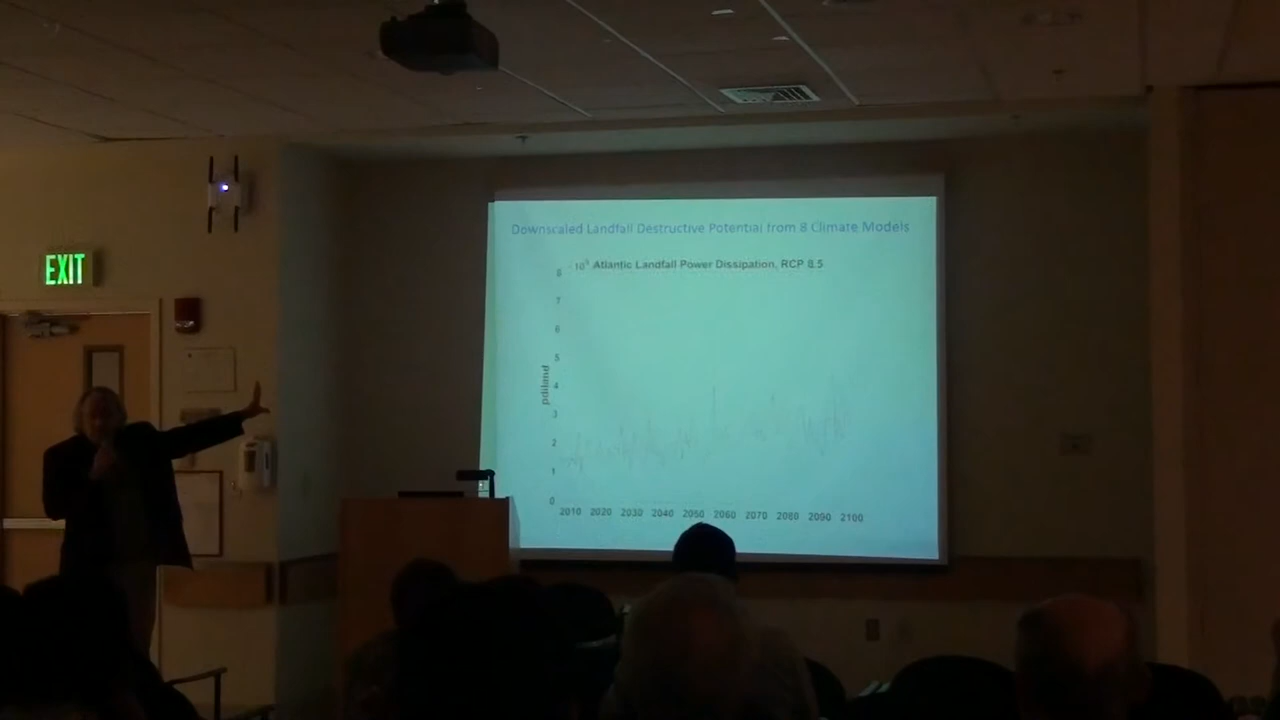 EXIT
Downscaled Landfall Destructive Potential from 8 Climate Models
Atlantic Landfall Power Dissipation, RCP 8.5
8
7
6
5
4
3
2
1
0
pdiland
2010 2020 2030 2040 2050 2060 2070 2080 2090 2100